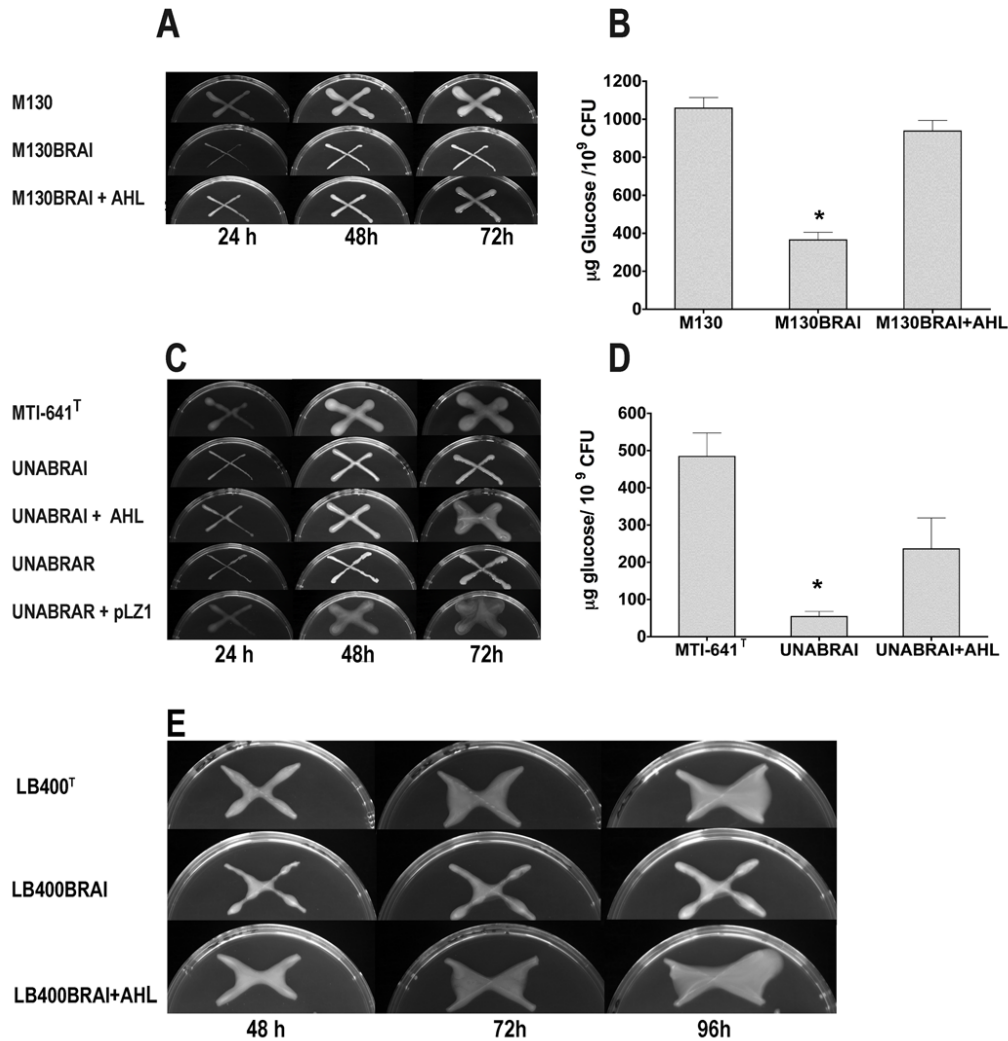 A
M130
M130BRAI
M130BRAI + AHL
24 h 48h 72h
B
µg Glucose /10⁹ CFU
1200
1000
800
600
400
200
0
*
M130 M130BRAI M130BRAI+AHL
C
MTI-641ᵀ
UNABRAI
UNABRAI + AHL
UNABRAR
UNABRAR + pLZ1
24 h 48h 72h
D
µg glucose/ 10 ⁹ CFU
600
500
400
300
200
100
0
*
MTI-641ᵀ UNABRAI UNABRAI+AHL
E
LB400ᵀ
LB400BRAI
LB400BRAI+AHL
48 h 72h 96h